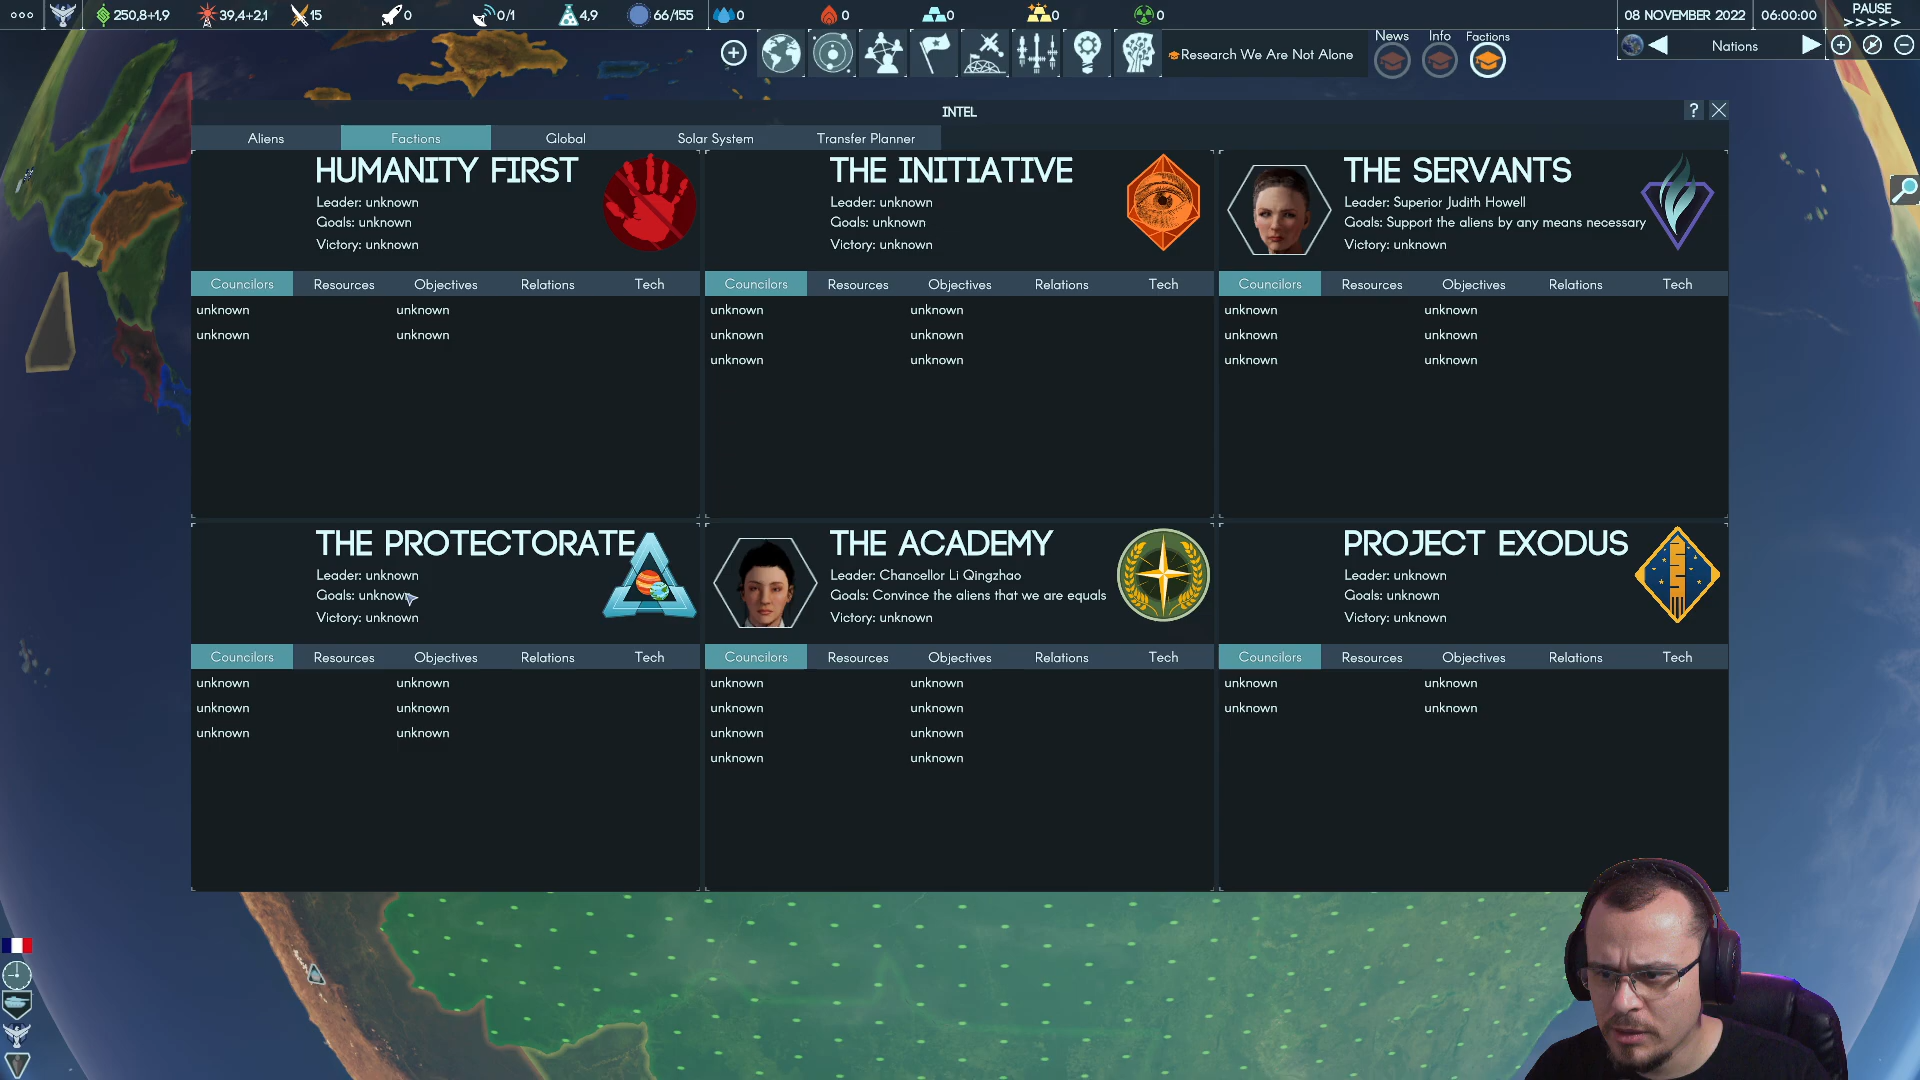 250,8+1,9 39,4+2,1 15 0 0/1 4,9 66/155 0 0 0 0 0 08 NOVEMBER 2022 06:00:00 PAUSE
>>>>>
Research We Are Not Alone News Info Factions Nations
INTEL ?
Aliens Factions Global Solar System Transfer Planner
HUMANITY FIRST
Leader: unknown
Goals: unknown
Victory: unknown
Councilors Resources Objectives Relations Tech
unknown unknown
unknown unknown
THE INITIATIVE
Leader: unknown
Goals: unknown
Victory: unknown
Councilors Resources Objectives Relations Tech
unknown unknown
unknown unknown
unknown unknown
THE SERVANTS
Leader: Superior Judith Howell
Goals: Support the aliens by any means necessary
Victory: unknown
Councilors Resources Objectives Relations Tech
unknown unknown
unknown unknown
unknown unknown
THE PROTECTORATE
Leader: unknown
Goals: unknown
Victory: unknown
Councilors Resources Objectives Relations Tech
unknown unknown
unknown unknown
unknown unknown
THE ACADEMY
Leader: Chancellor Li Qingzhao
Goals: Convince the aliens that we are equals
Victory: unknown
Councilors Resources Objectives Relations Tech
unknown unknown
unknown unknown
unknown unknown
unknown unknown
PROJECT EXODUS
Leader: unknown
Goals: unknown
Victory: unknown
Councilors Resources Objectives Relations Tech
unknown unknown
unknown unknown